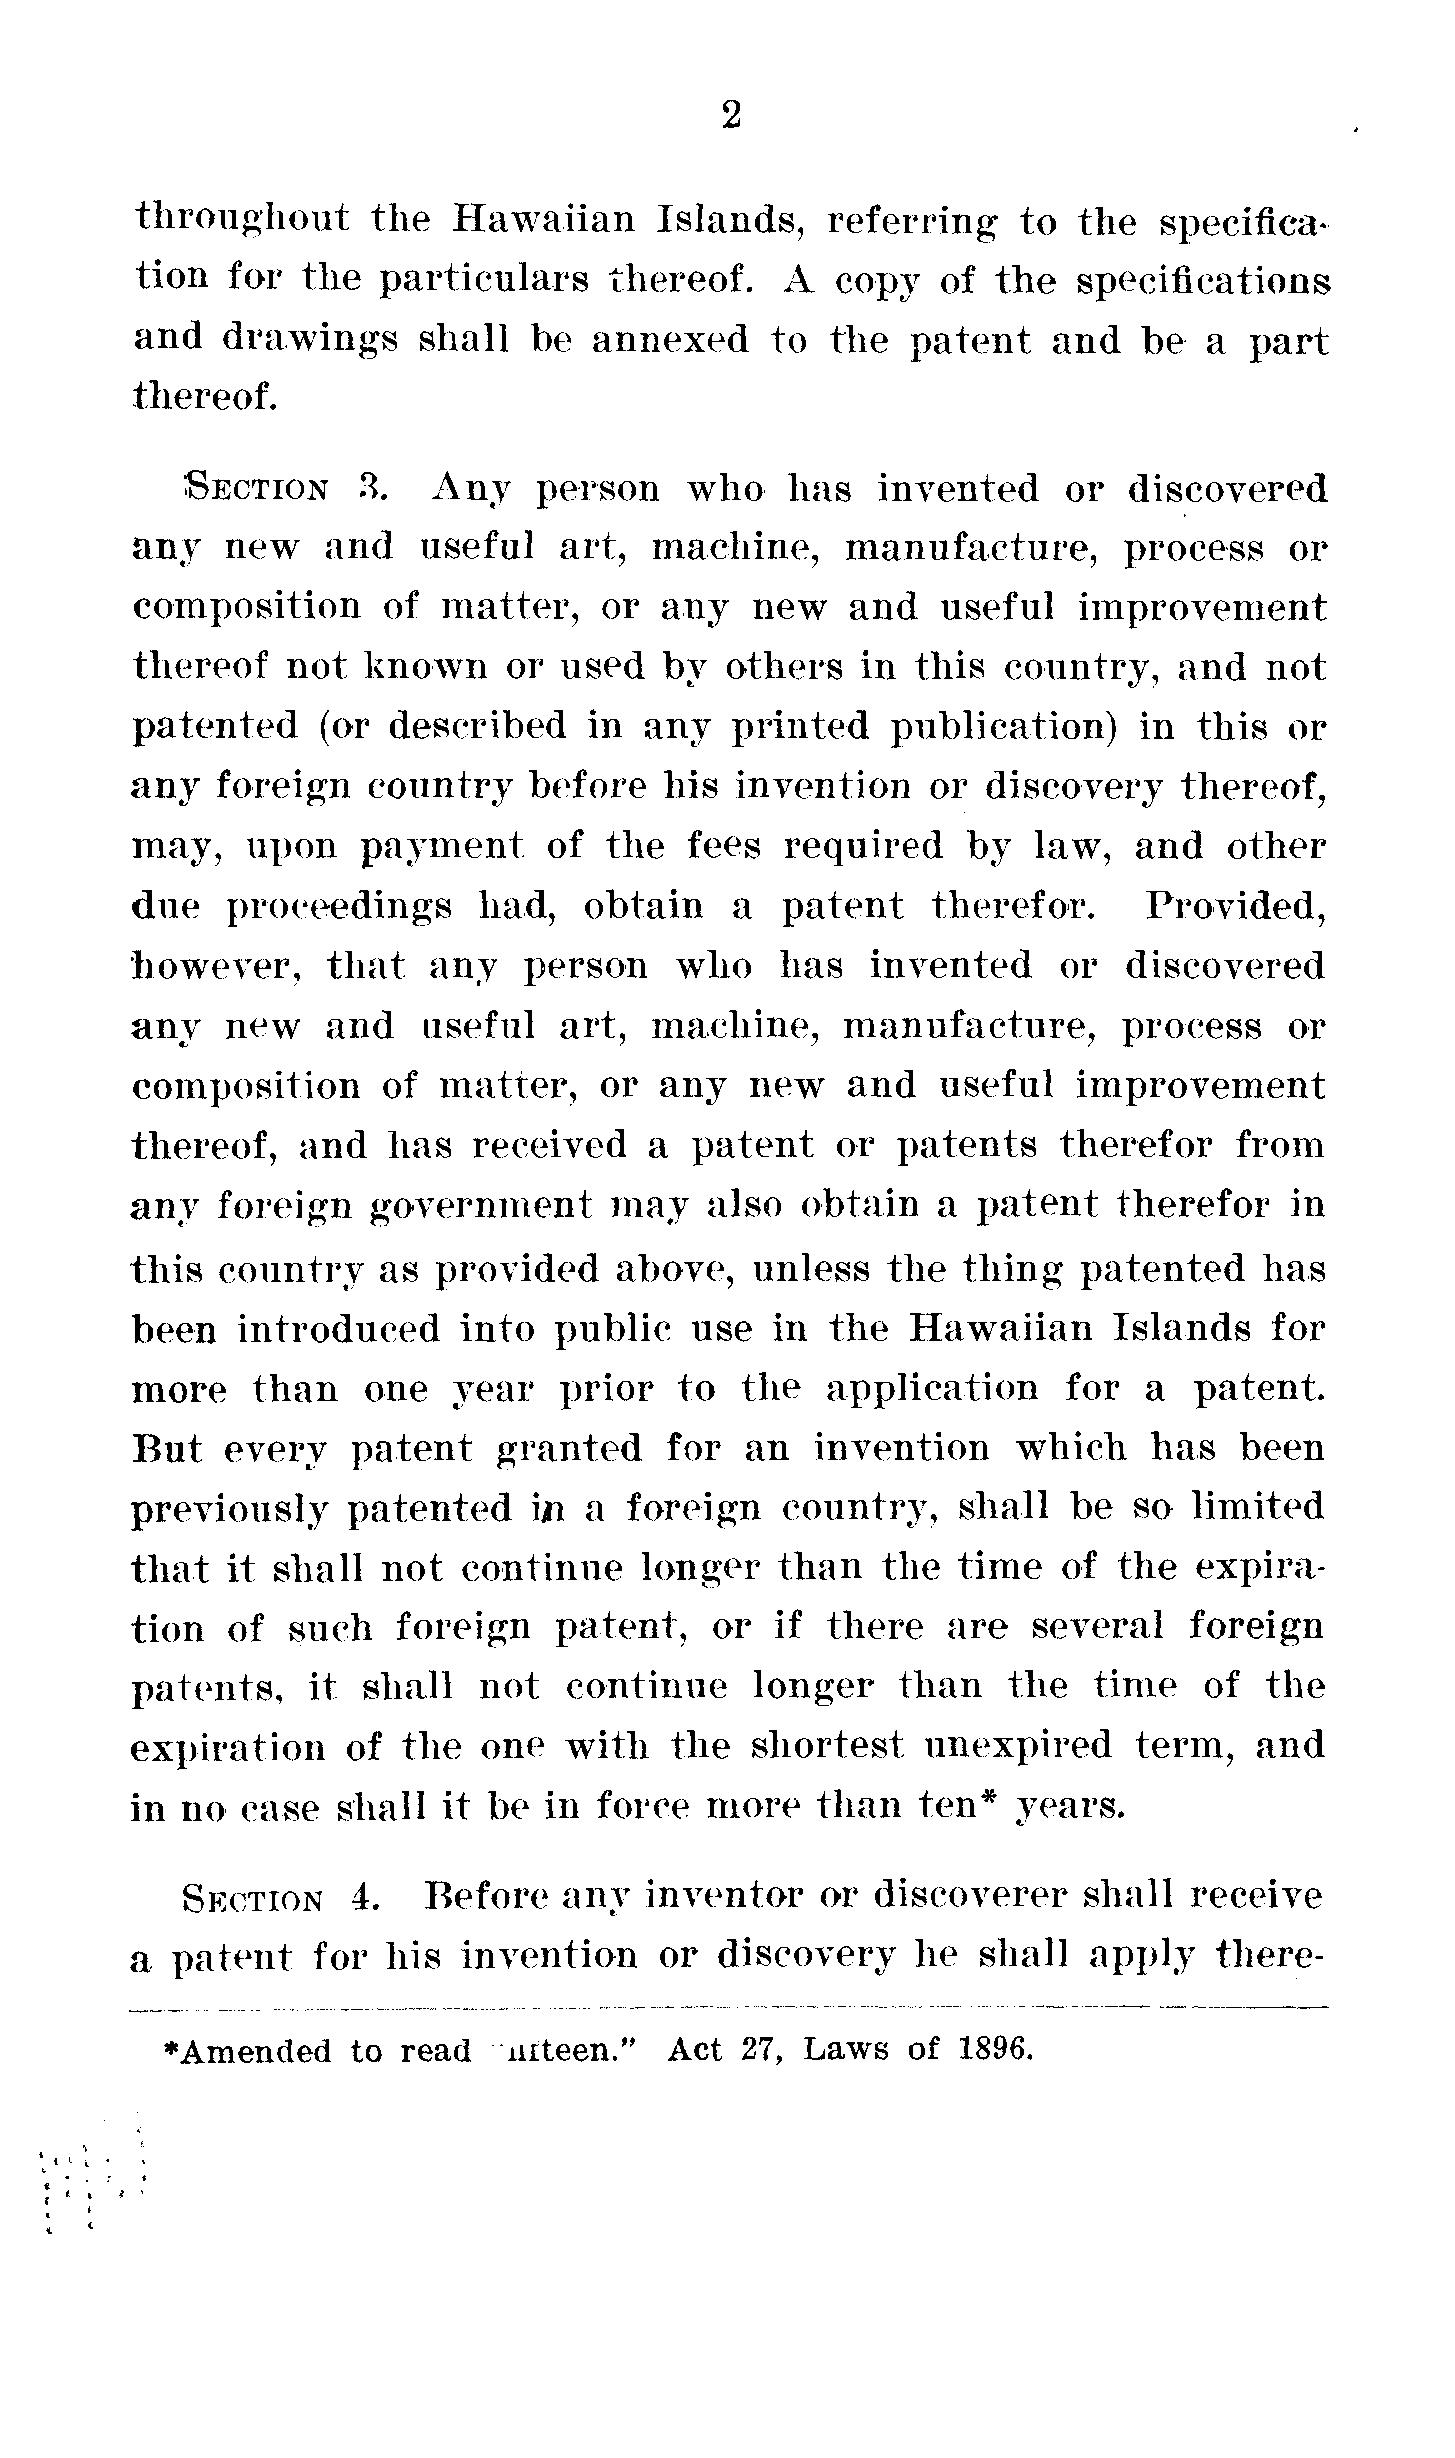 2
throughout the Hawaiian Islands, referring to the specifica-
tion for the particulars thereof. A copy of the specifications
and drawings shall be annexed to the patent and be a part
thereof.
SECTION 3. Any person who has invented or discovered
any new and useful art, machine, manufacture, process or
composition of matter, or any new and useful improvement
thereof not known or used by others in this country, and not
patented (or described in any printed publication) in this or
any foreign country before his invention or discovery thereof,
may, upon payment of the fees required by law, and other
due proceedings had, obtain a patent therefor. Provided,
however, that any person who has invented or discovered
any new and useful art, machine, manufacture, process or
composition of matter, or any new and useful improvement
thereof, and has received a patent or patents therefor from
any foreign government may also obtain a patent therefor in
this country as provided above, unless the thing patented has
been introduced into public use in the Hawaiian Islands for
more than one year prior to the application for a patent.
But every patent granted for an invention which has been
previously patented in a foreign country, shall be so limited
that it shall not continue longer than the time of the expira-
tion of such foreign patent, or if there are several foreign
patents, it shall not continue longer than the time of the
expiration of the one with the shortest unexpired term, and
in no case shall it be in force more than ten* years.
SECTION 4. Before any inventor or discoverer shall receive
a patent for his invention or discovery he shall apply there-
*Amended to read Act 27, Laws of 1896.